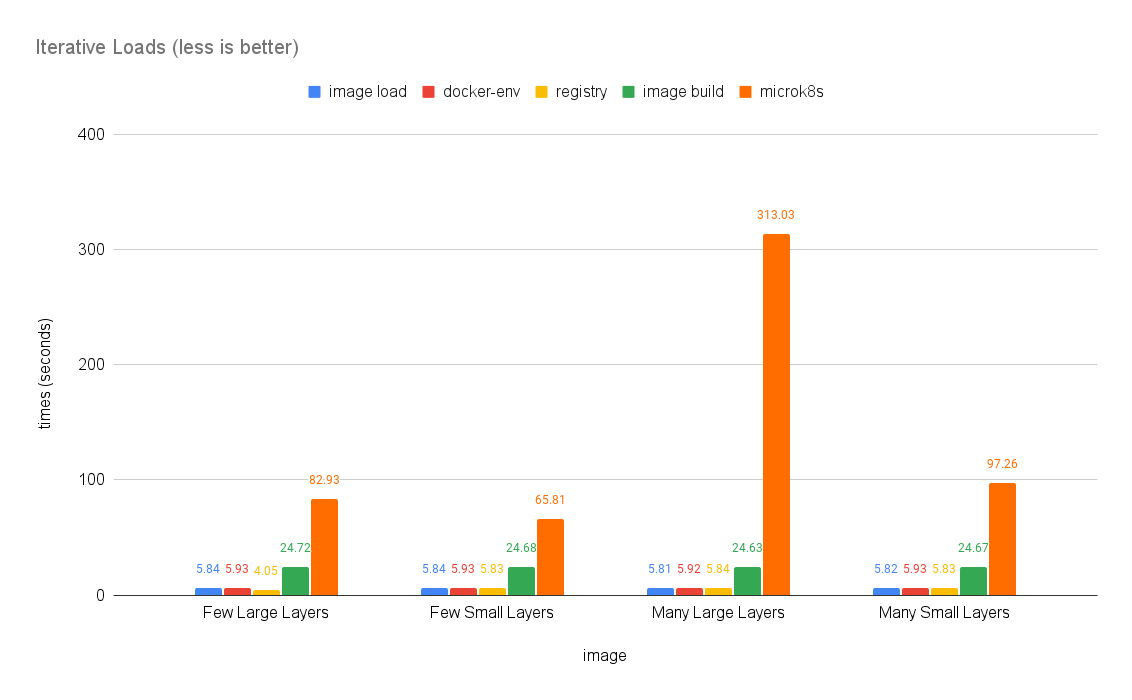 Iterative Loads (less is better)
image load docker-env registry image build microk8s
400
300
200
100
0
times (seconds)
5.84 5.93 4.05 24.72 82.93
5.84 5.93 5.83 24.68 65.81
5.81 5.92 5.84 24.63 313.03
5.82 5.93 5.83 24.67 97.26
Few Large Layers Few Small Layers Many Large Layers Many Small Layers
image